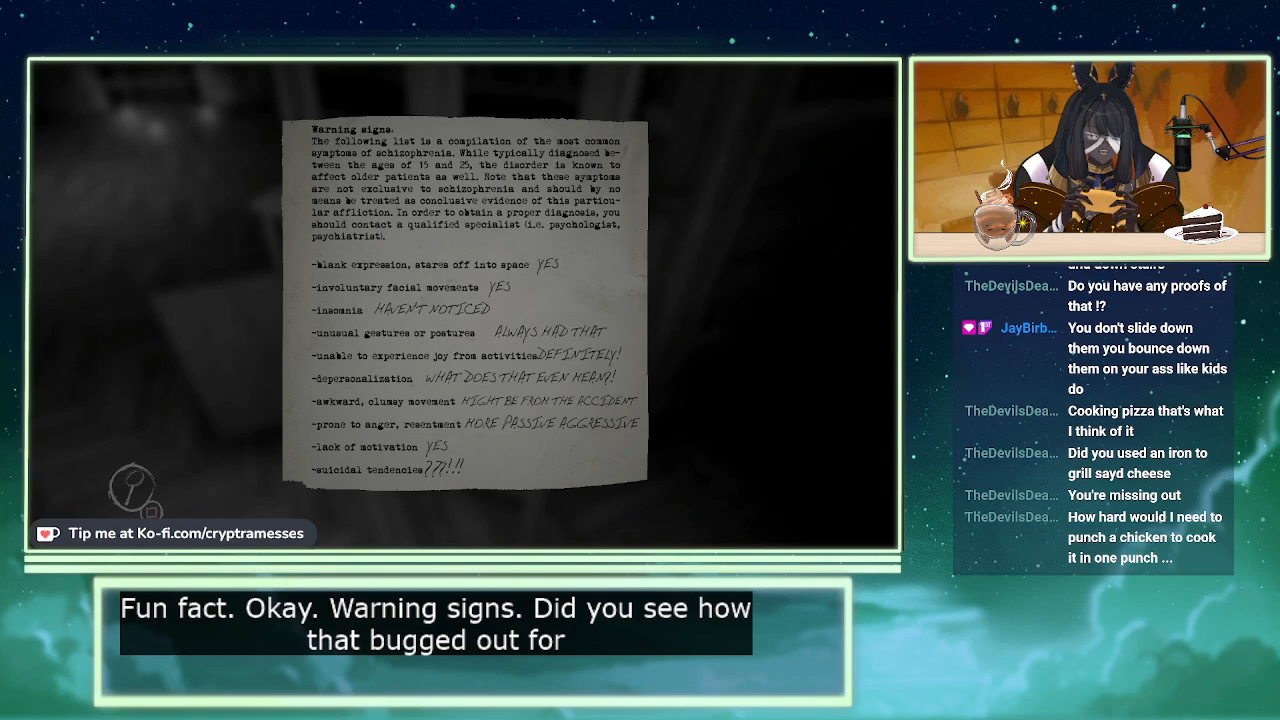 Warning signs.
The following list is a compilation of the most common
symptoms of schizophrenia. While typically diagnosed be-
tween the ages of 15 and 25, the disorder is known to
affect older patients as well. Note that these symptoms
are not exclusive to schizophrenia and should by no
means be treated as conclusive evidence of this particu-
lar affliction. In order to obtain a proper diagnosis, you
should contact a qualified specialist (i.e. psychologist,
psychiatrist).
-blank expression, stares off into space YES
-involuntary facial movements YES
-insomnia HAVEN'T NOTICED
-unusual gestures or postures ALWAYS HAD THAT
-unable to experience joy from activities DEFINITELY!
-depersonalization WHAT DOES THAT EVEN MEAN?!
-awkward, clumsy movement MIGHT BE FROM THE ACCIDENT
-prone to anger, resentment MORE PASSIVE AGGRESSIVE
-lack of motivation YES
-suicidal tendencies ???!!!
Tip me at Ko-fi.com/cryptramesses
and down stairs
TheDevilsDea... Do you have any proofs of
that !?
JayBirb... You don't slide down
them you bounce down
them on your ass like kids
do
TheDevilsDea... Cooking pizza that's what
I think of it
TheDevilsDea... Did you used an iron to
grill sayd cheese
TheDevilsDea... You're missing out
TheDevilsDea... How hard would I need to
punch a chicken to cook
it in one punch ...
Fun fact. Okay. Warning signs. Did you see how
that bugged out for